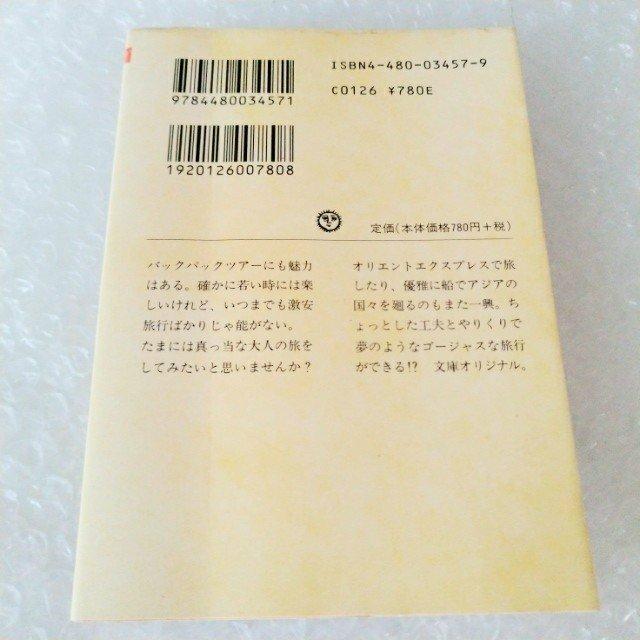 ISBN4-480-03457-9
9784480034571
C0126 ¥780E
1920126007808
定価(本体価格780円+税)
バックパックツアーにも魅力
はある。確かに若い時には楽
しいけれど、いつまでも激安
旅行ばかりじゃ能がない。
たまには真っ当な大人の旅を
してみたいと思いませんか?
オリエントエクスプレスで旅
したり、優雅に船でアジアの
国々を廻るのもまた一興。ち
ょっとした工夫とやりくりで
夢のようなゴージャスな旅行
ができる!? 文庫オリジナル。